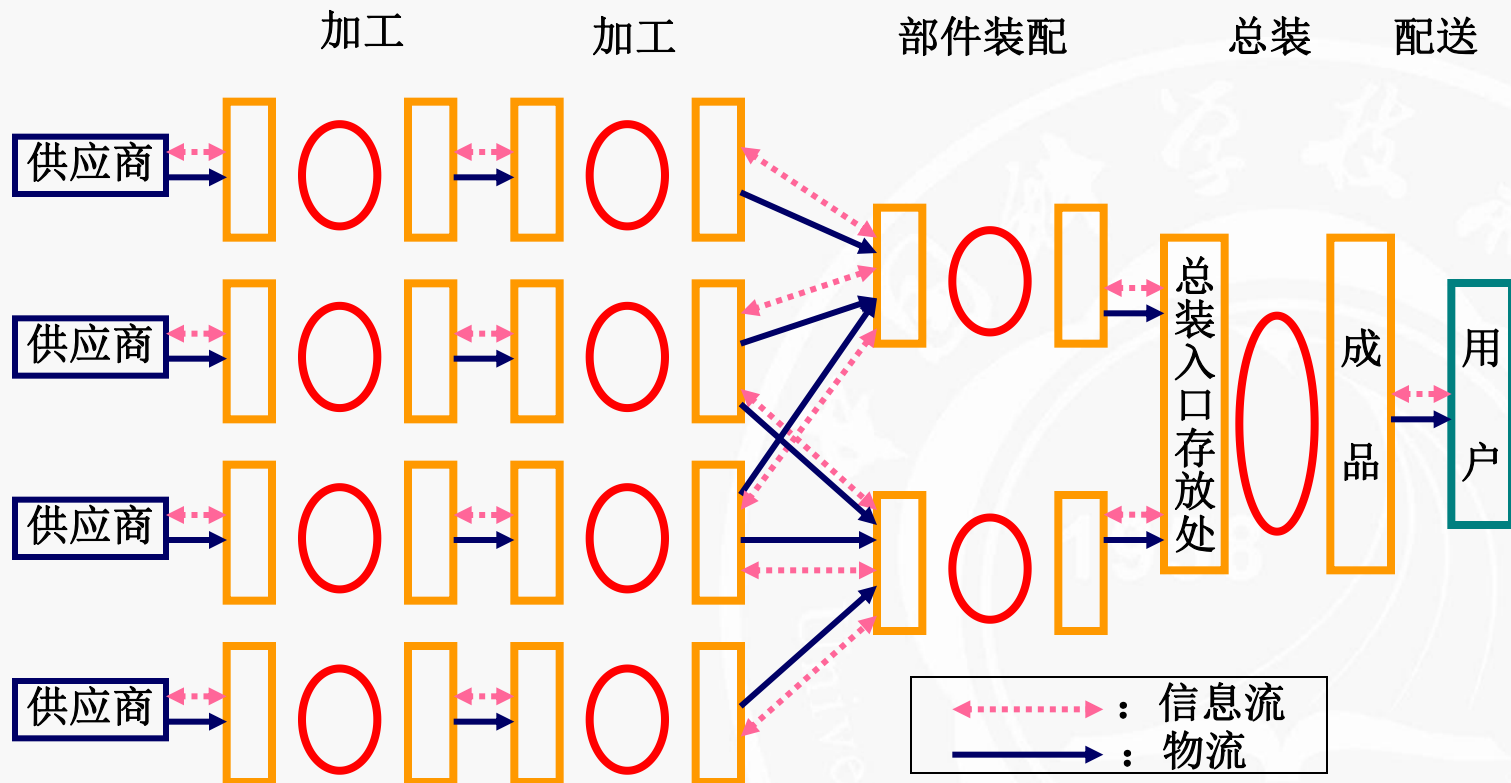 加工
加工
部件装配
总装
配送
供应商
供应商
供应商
供应商
总装入口存放处
成品
用户
：信息流
：物流